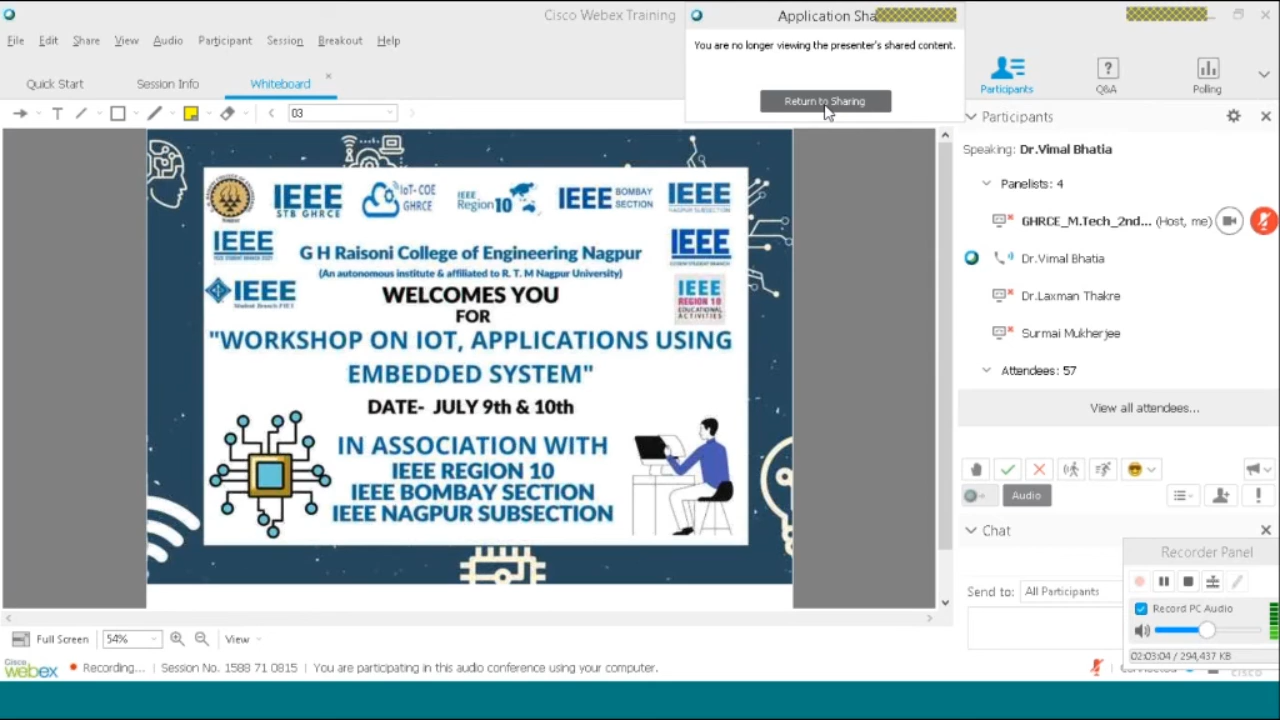 Cisco Webex Training
Application Sha
File Edit Share View Audio Participant Session Breakout Help
You are no longer viewing the presenter's shared content.
Return to Sharing
Quick Start Session Info Whiteboard
Participants Q&A Polling
T 03
Participants
Speaking: Dr.Vimal Bhatia
Panelists: 4
GHRCE_M.Tech_2nd... (Host, me)
Dr.Vimal Bhatia
Dr.Laxman Thakre
Surmai Mukherjee
Attendees: 57
View all attendees...
Audio
Chat
Recorder Panel
Send to: All Participants
Record PC Audio
02:03:04 / 294,437 KB
IEEE
STB GHRCE
IoT-COE
GHRCE
IEEE
Region10
IEEE BOMBAY
SECTION
IEEE
NAGPUR SUBSECTION
IEEE
IEEE
G H Raisoni College of Engineering Nagpur
(An autonomous institute & affiliated to R. T. M Nagpur University)
IEEE
IEEE
REGION 10
EDUCATIONAL
ACTIVITIES
WELCOMES YOU
FOR
"WORKSHOP ON IOT, APPLICATIONS USING
EMBEDDED SYSTEM"
DATE- JULY 9th & 10th
IN ASSOCIATION WITH
IEEE REGION 10
IEEE BOMBAY SECTION
IEEE NAGPUR SUBSECTION
Full Screen 54% View
Cisco
webex Recording... Session No. 1588 71 0815 You are participating in this audio conference using your computer.
CISCO